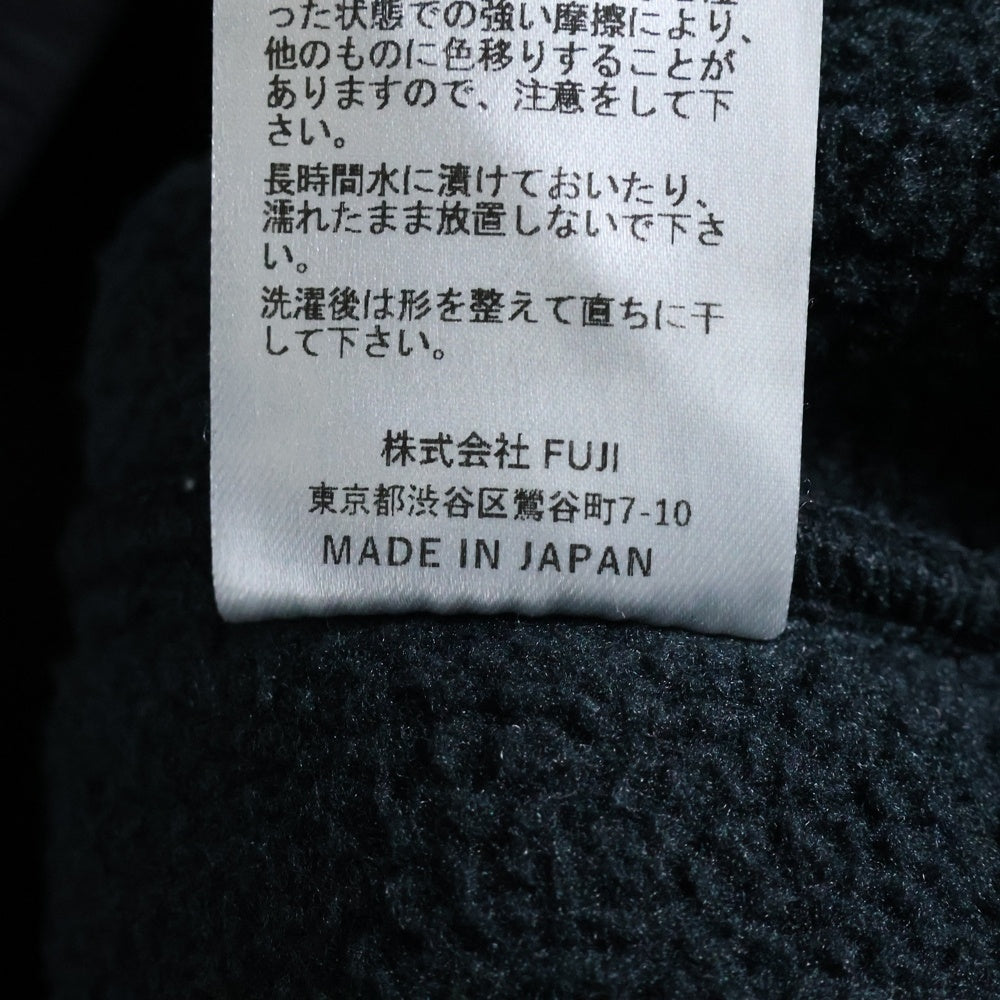 った状態での強い摩擦により、
他のものに色移りすることが
ありますので、注意をして下
さい。
長時間水に漬けておいたり、
濡れたまま放置しないで下さ
い。
洗濯後は形を整えて直ちに干
して下さい。
株式会社 FUJI
東京都渋谷区鶯谷町7-10
MADE IN JAPAN